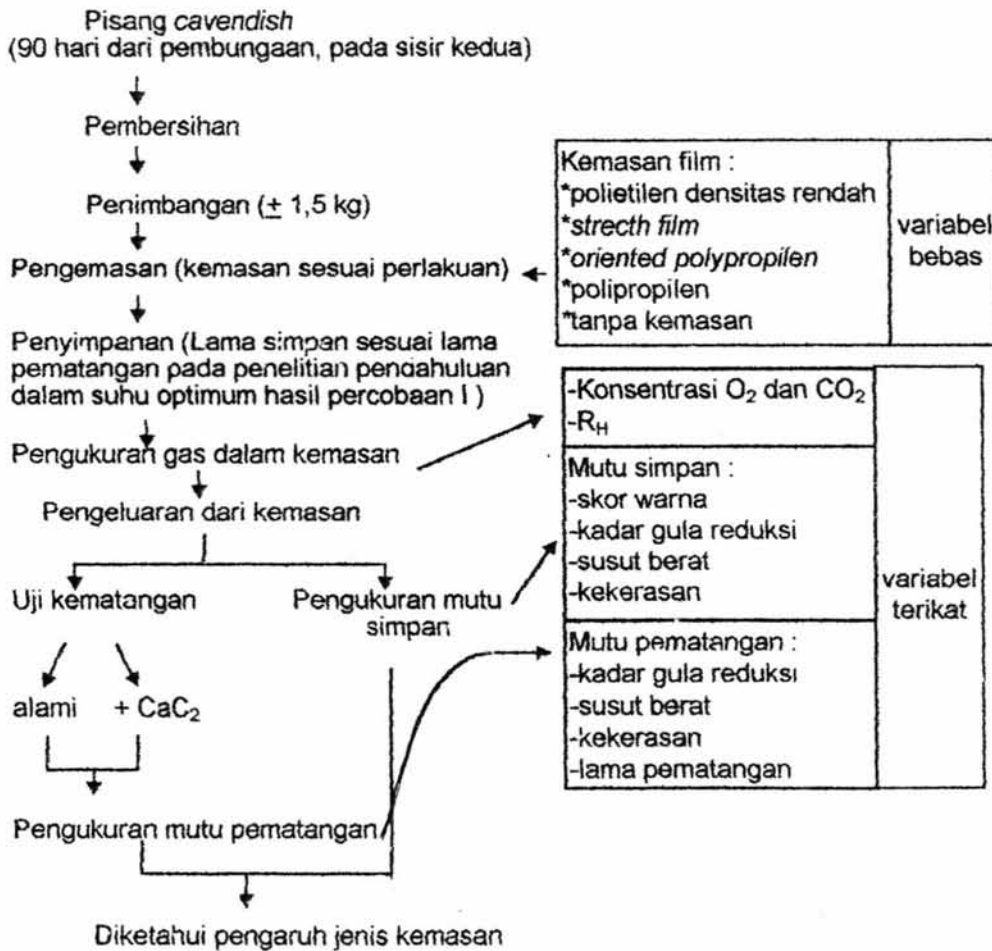 Pisang cavendish
(90 hari dari pembungaan, pada sisir kedua)
Pembersihan
Penimbangan (± 1,5 kg)
Pengemasan (kemasan sesuai perlakuan)
Kemasan film :
*polietilen densitas rendah
*strecth film
*oriented polypropilen
*polipropilen
*tanpa kemasan
variabel
bebas
Penyimpanan (Lama simpan sesuai lama
pematangan pada penelitian pendahuluan
dalam suhu optimum hasil percobaan I )
Pengukuran gas dalam kemasan
Pengeluaran dari kemasan
Uji kematangan
Pengukuran mutu
simpan
alami
+ CaC₂
Pengukuran mutu pematangan
Diketahui pengaruh jenis kemasan
-Konsentrasi O₂ dan CO₂
-R_H
Mutu simpan :
-skor warna
-kadar gula reduksi
-susut berat
-kekerasan
Mutu pematangan :
-kadar gula reduksi
-susut berat
-kekerasan
-lama pematangan
variabel
terikat